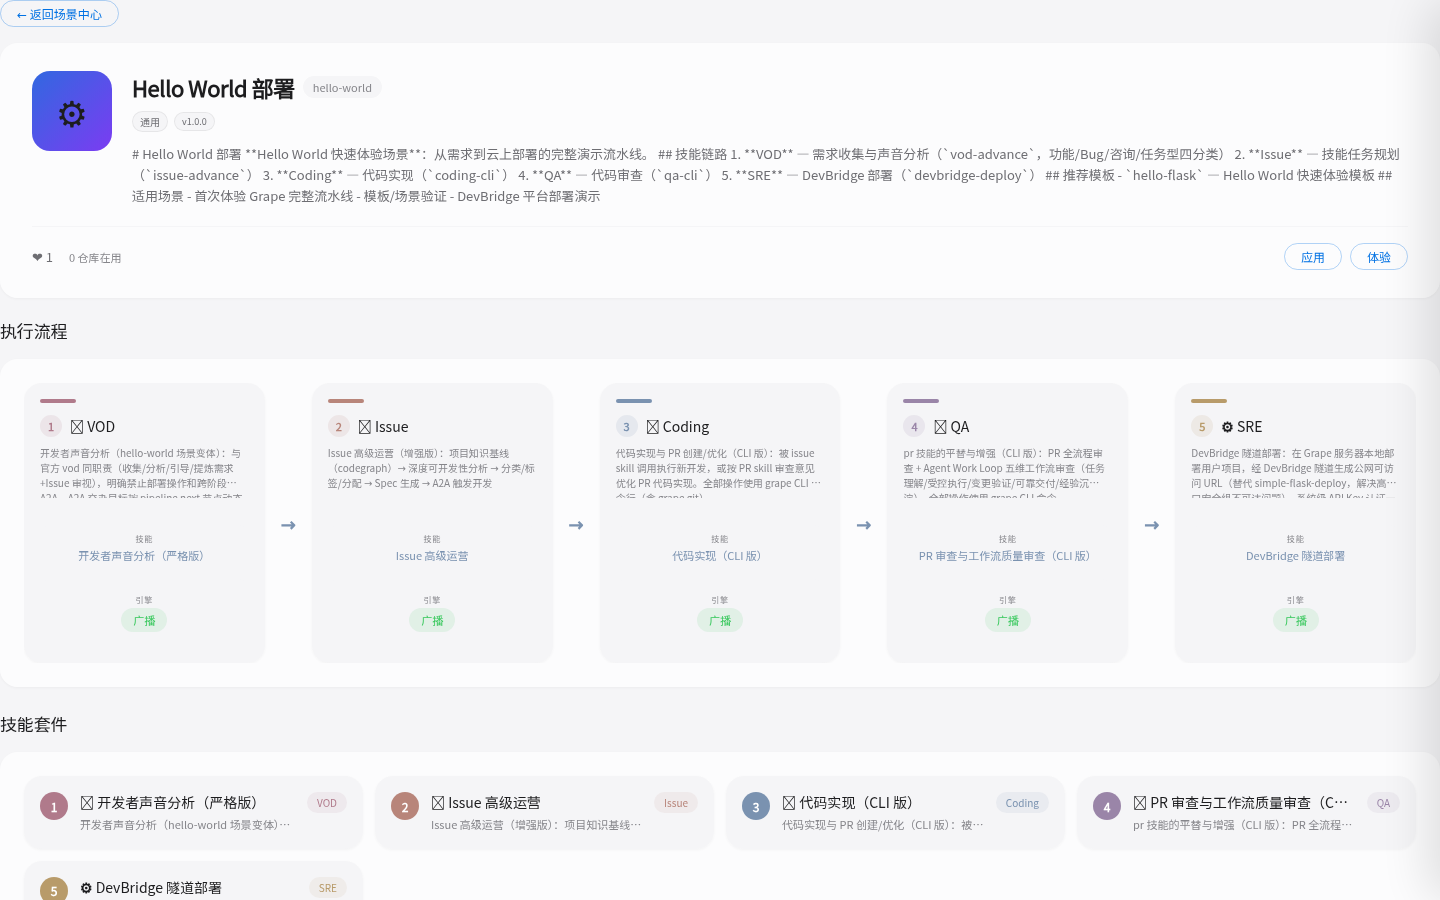 ← 返回场景中心
Hello World 部署 hello-world
通用 v1.0.0
# Hello World 部署 **Hello World 快速体验场景**：从需求到云上部署的完整演示流水线。 ## 技能链路 1. **VOD** — 需求收集与声音分析（`vod-advance`，功能/Bug/咨询/任务型四分类） 2. **Issue** — 技能任务规划
（`issue-advance`） 3. **Coding** — 代码实现（`coding-cli`） 4. **QA** — 代码审查（`qa-cli`） 5. **SRE** — DevBridge 部署（`devbridge-deploy`） ## 推荐模板 - `hello-flask` — Hello World 快速体验模板 ##
适用场景 - 首次体验 Grape 完整流水线 - 模板/场景验证 - DevBridge 平台部署演示
❤ 1 0 仓库在用
应用 体验
执行流程
1 VOD
开发者声音分析（hello-world 场景变体）：与
官方 vod 同职责（收集/分析/引导/提炼需求
+Issue 审视），明确禁止部署操作和跨阶段…
技能
开发者声音分析（严格版）
引擎
广播
→
2 Issue
Issue 高级运营（增强版）：项目知识基线
（codegraph）→ 深度可开发性分析 → 分类/标
签/分配 → Spec 生成 → A2A 触发开发
技能
Issue 高级运营
引擎
广播
→
3 Coding
代码实现与 PR 创建/优化（CLI 版）：被 issue
skill 调用执行新开发，或按 PR skill 审查意见
优化 PR 代码实现。全部操作使用 grape CLI …
技能
代码实现（CLI 版）
引擎
广播
→
4 QA
pr 技能的平替与增强（CLI 版）：PR 全流程审
查 + Agent Work Loop 五维工作流审查（任务
理解/受控执行/变更验证/可靠交付/经验沉…
技能
PR 审查与工作流质量审查（CLI 版）
引擎
广播
→
5 ⚙ SRE
DevBridge 隧道部署：在 Grape 服务器本地部
署用户项目，经 DevBridge 隧道生成公网可访
问 URL（替代 simple-flask-deploy，解决高…
技能
DevBridge 隧道部署
引擎
广播
技能套件
1 开发者声音分析（严格版） VOD
开发者声音分析（hello-world 场景变体）…
2 Issue 高级运营 Issue
Issue 高级运营（增强版）：项目知识基线…
3 代码实现（CLI 版） Coding
代码实现与 PR 创建/优化（CLI 版）：被…
4 PR 审查与工作流质量审查（C… QA
pr 技能的平替与增强（CLI 版）：PR 全流程…
5 ⚙ DevBridge 隧道部署 SRE